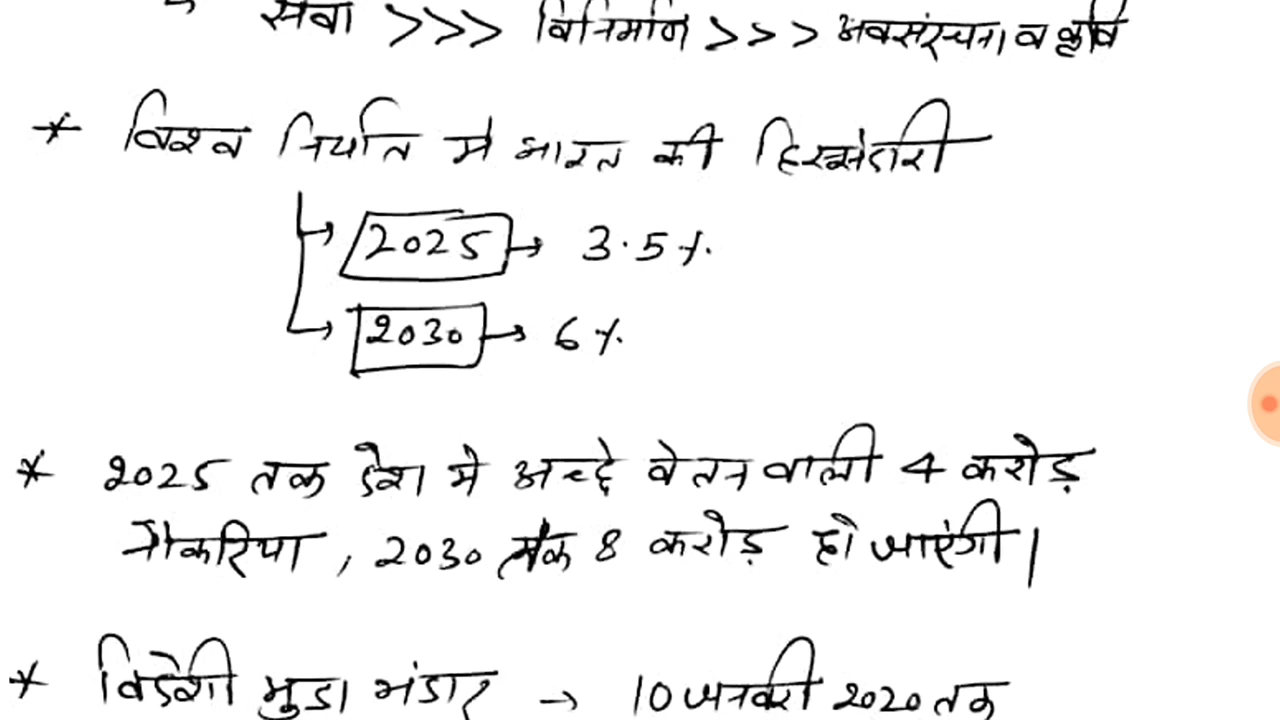 सेवा >>> विनिर्माण >>> अवसंरचना व कृषि
* विश्व निर्यात मे भारत की हिस्सेदारी
→ 2025 → 3.5%
→ 2030 → 6%
* 2025 तक देश मे अच्छे वेतन वाली 4 करोड़
नौकरिया, 2030 तक 8 करोड़ हो जाएंगी।
* विदेशी मुद्रा भंडार → 10 जनवरी 2020 तक